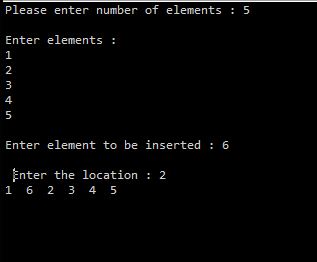 Please enter number of elements : 5
Enter elements :
1
2
3
4
5
Enter element to be inserted : 6
Enter the location : 2
1 6 2 3 4 5